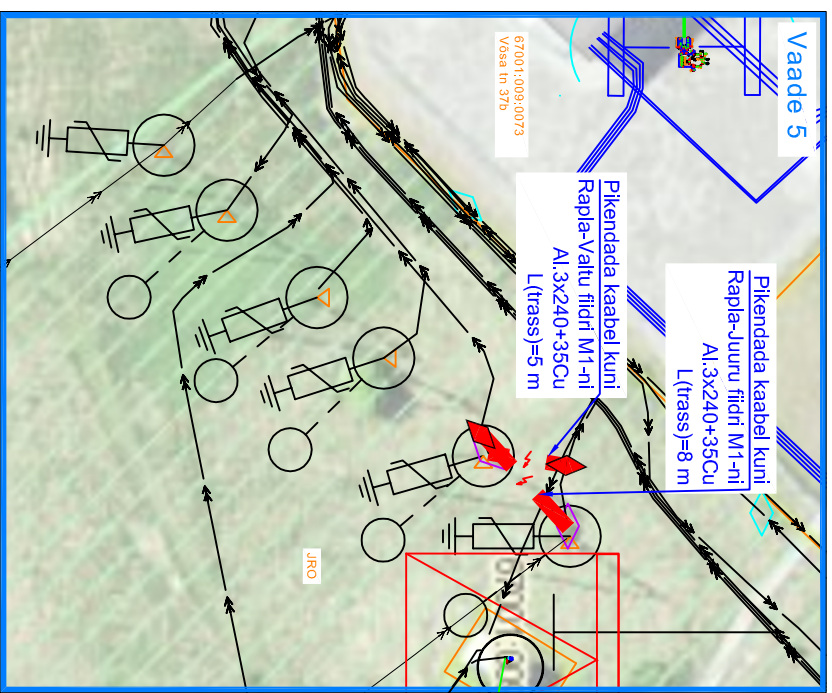 Vaade 5
67001:009:0073
Võsa tn 37b
Pikendada kaabel kuni
Rapla-Juuru fiidri M1-ni
Al.3x240+35Cu
L(trass)=8 m
Pikendada kaabel kuni
Rapla-Valtu fiidri M1-ni
Al.3x240+35Cu
L(trass)=5 m
JRO